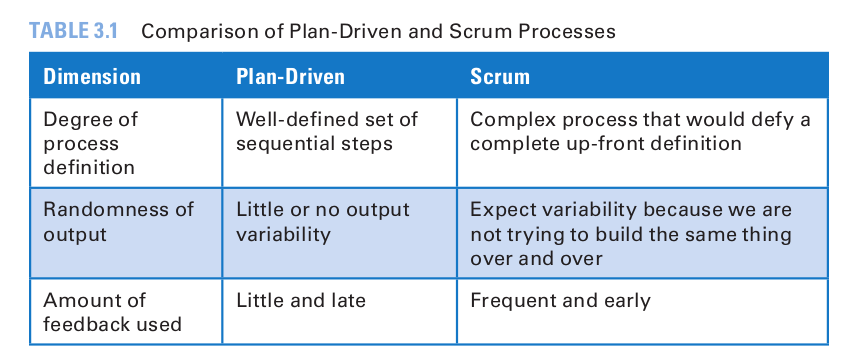 TABLE 3.1 Comparison of Plan-Driven and Scrum Processes
Dimension Plan-Driven Scrum
Degree of
process
definition
Well-defined set of
sequential steps
Complex process that would defy a
complete up-front definition
Randomness of
output
Little or no output
variability
Expect variability because we are
not trying to build the same thing
over and over
Amount of
feedback used
Little and late
Frequent and early